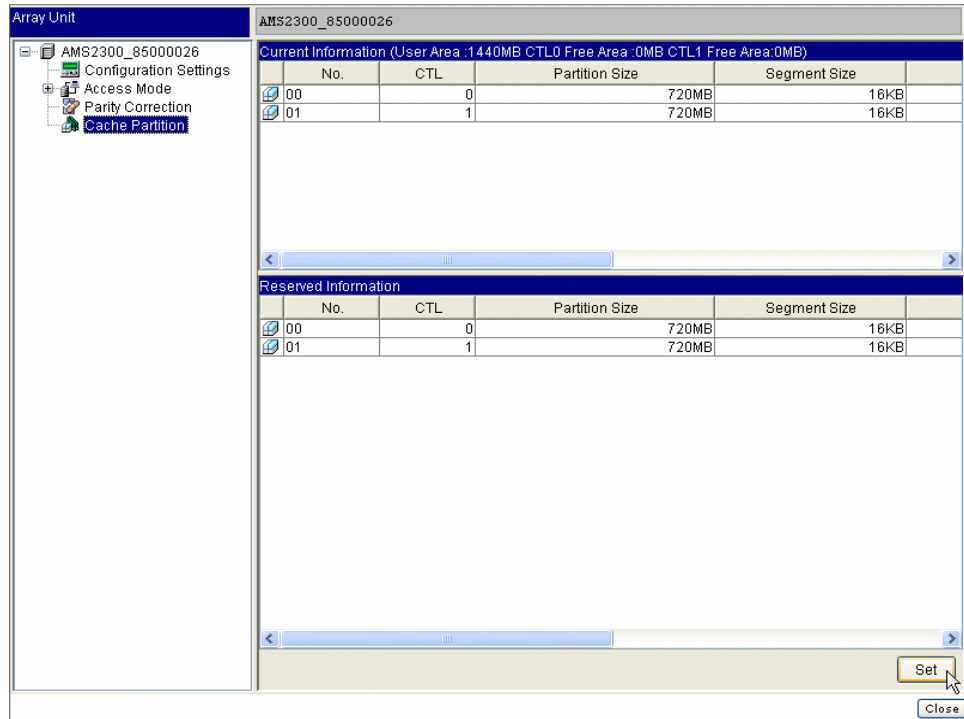 Array Unit
AMS2300_85000026
AMS2300_85000026
Configuration Settings
Access Mode
Parity Correction
Cache Partition
Current Information (User Area :1440MB CTL0 Free Area :0MB CTL1 Free Area:0MB)
No. CTL Partition Size Segment Size
00 0 720MB 16KB
01 1 720MB 16KB
Reserved Information
No. CTL Partition Size Segment Size
00 0 720MB 16KB
01 1 720MB 16KB
Set
Close